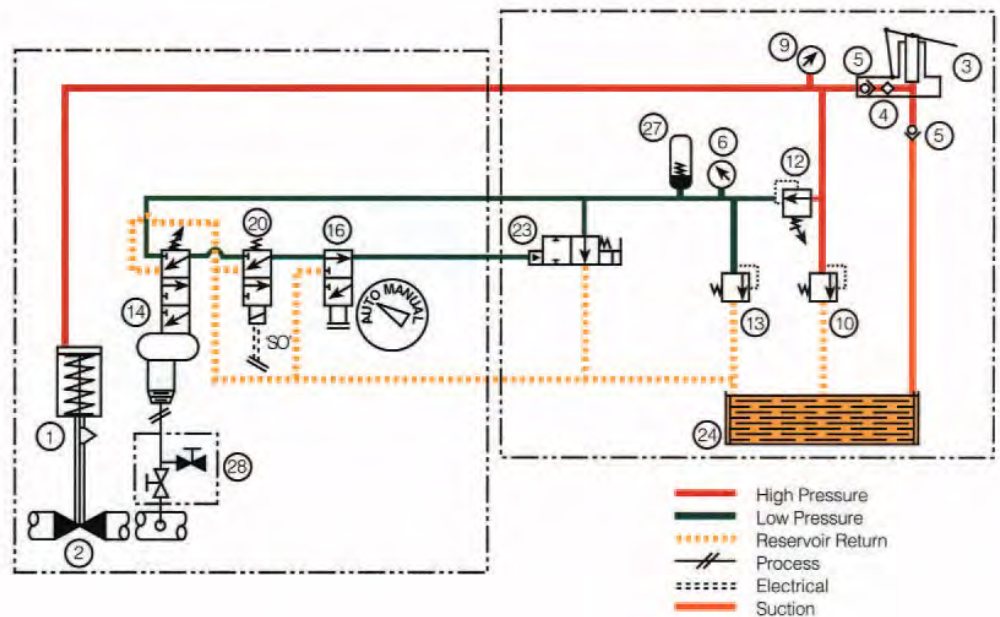 9
5
3
4
5
27
6
12
20
16
23
14
AUTO MANUAL
"SO"
13
10
1
28
24
2
High Pressure
Low Pressure
Reservoir Return
Process
Electrical
Suction